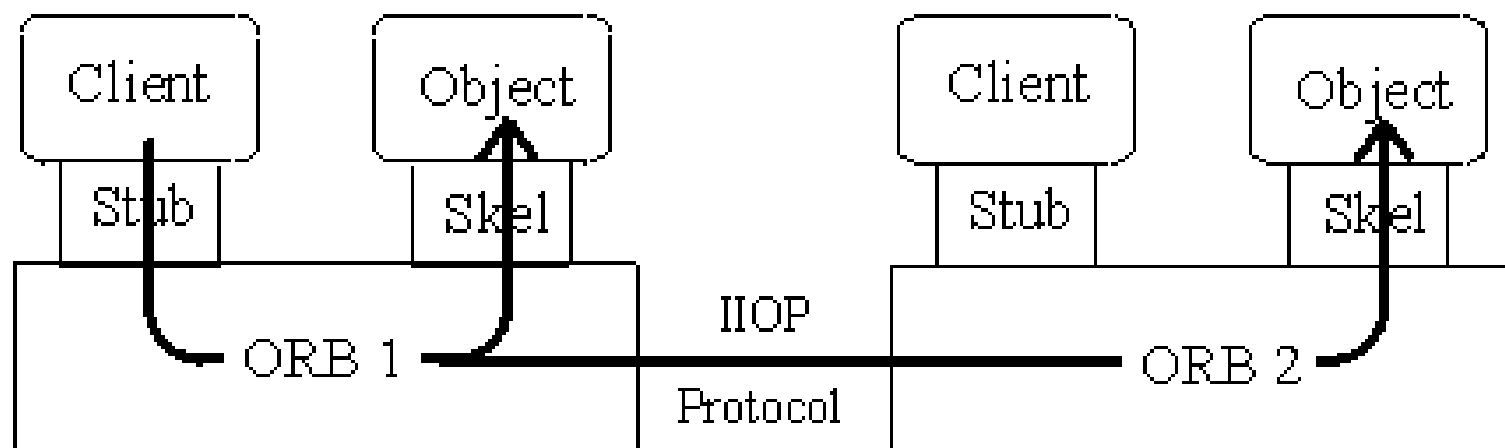 Client
Object
Client
Object
Stub
Skel
Stub
Skel
IIOP
ORB 1
ORB 2
Protocol